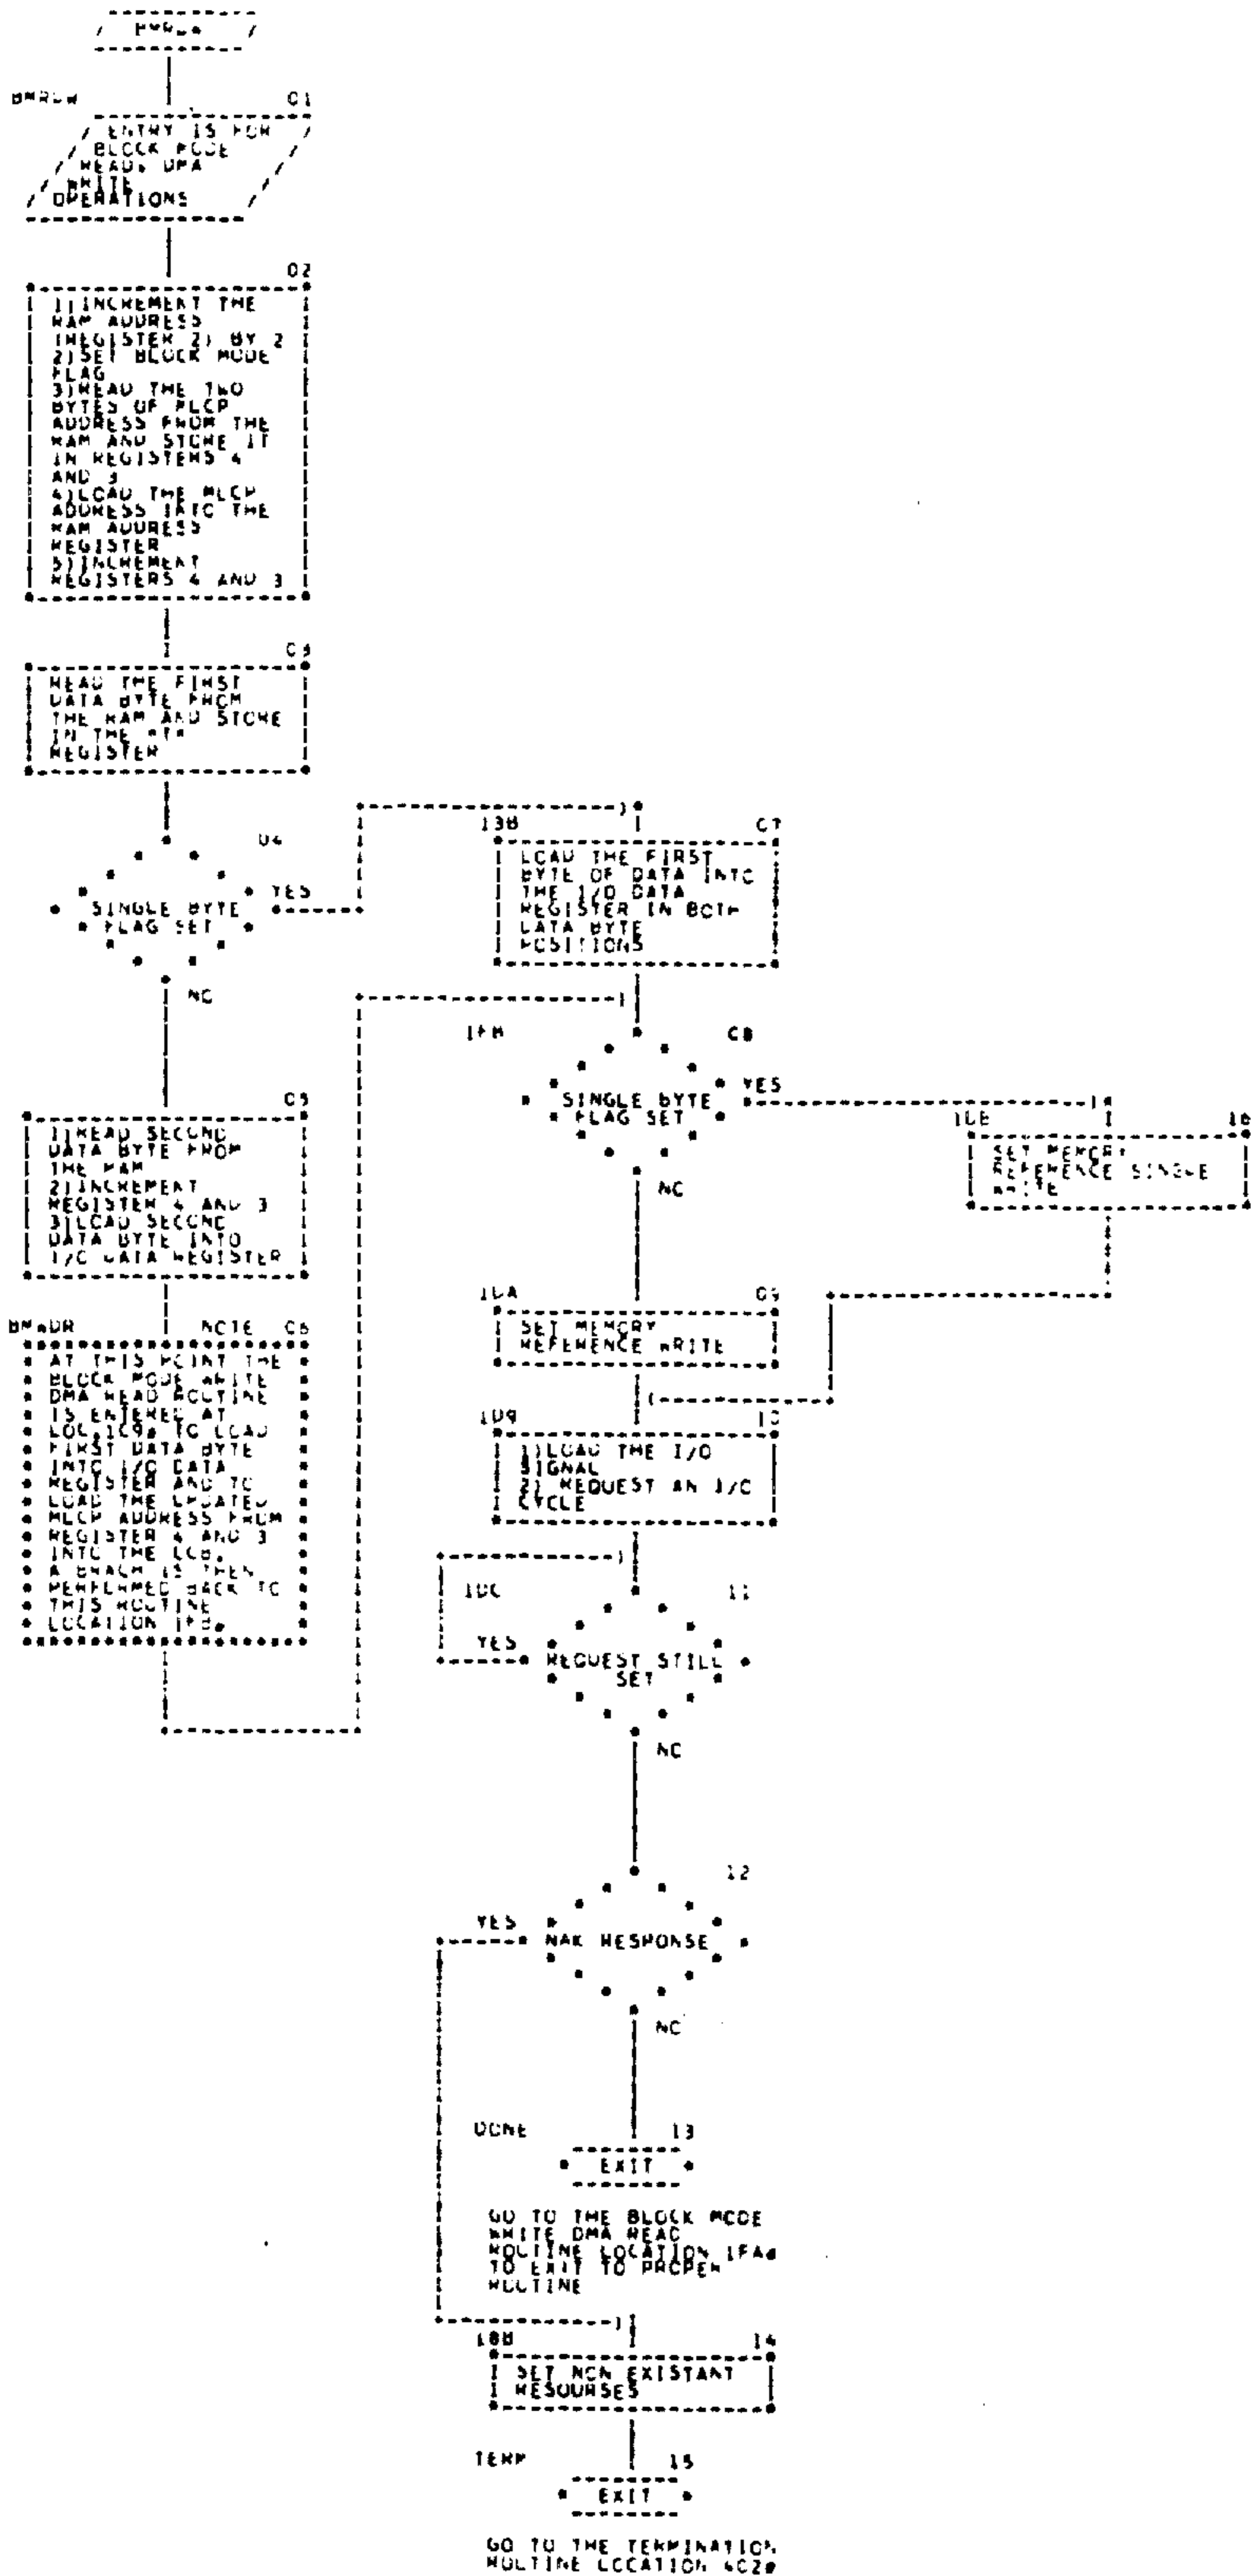 BMRDW
BMRDW 01
ENTRY IS FOR
BLOCK MODE
READ, DMA
WRITE
OPERATIONS
02
1)INCREMENT THE
RAM ADDRESS
(REGISTER 2) BY 2
2)SET BLOCK MODE
FLAG
3)READ THE TWO
BYTES OF MLCP
ADDRESS FROM THE
RAM AND STORE IT
IN REGISTERS 4
AND 3
4)LOAD THE MLCP
ADDRESS INTO THE
RAM ADDRESS
REGISTER
5)INCREMENT
REGISTERS 4 AND 3
03
READ THE FIRST
DATA BYTE FROM
THE RAM AND STORE
IN THE
REGISTER
04
SINGLE BYTE
FLAG SET
YES
NO
05
1)READ SECOND
DATA BYTE FROM
THE RAM
2)INCREMENT
REGISTER 4 AND 3
3)LOAD SECOND
DATA BYTE INTO
I/O DATA REGISTER
BMWDR NOTE 06
AT THIS POINT THE
BLOCK MODE WRITE
DMA READ ROUTINE
IS ENTERED AT
LOC. 1C9# TO LOAD
FIRST DATA BYTE
INTO I/O DATA
REGISTER AND TO
LOAD THE UPDATED
MLCP ADDRESS FROM
REGISTER 4 AND 3
INTO THE LCB.
A BRACH IS THEN
PERFORMED BACK TO
THIS ROUTINE
LOCATION 1FB#
13B 07
LOAD THE FIRST
BYTE OF DATA INTO
THE I/O DATA
REGISTER IN BOTH
DATA BYTE
POSITIONS
1FB 08
SINGLE BYTE
FLAG SET
YES
NO
1DE 16
SET MEMORY
REFERENCE SINGLE
WRITE
1DA 09
SET MEMORY
REFERENCE WRITE
1D9 10
1)LOAD THE I/O
SIGNAL
2) REQUEST AN I/O
CYCLE
1DC 11
REQUEST STILL
SET
YES
NO
12
NAK RESPONSE
YES
NO
DONE 13
EXIT
GO TO THE BLOCK MODE
WRITE DMA READ
ROUTINE LOCATION 1FA#
TO EXIT TO PROPER
ROUTINE
1BB 14
SET NON EXISTANT
RESOURSES
TERM 15
EXIT
GO TO THE TERMINATION
ROUTINE LOCATION 402#